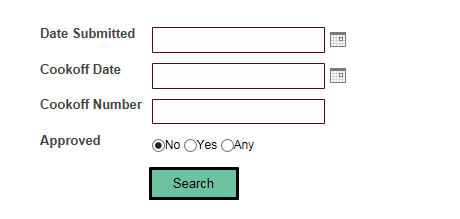 Date Submitted
Cookoff Date
Cookoff Number
Approved No Yes Any
Search